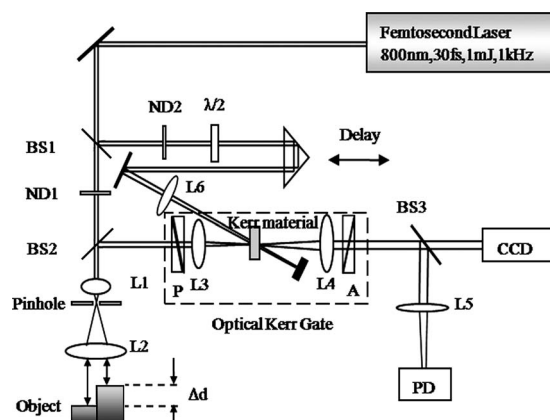 Femtosecond Laser
800nm,30fs,1mJ,1kHz
ND2
λ/2
BS1
Delay
L6
ND1
BS3
Kerr material
BS2
CCD
L1
P
L3
L4
A
L5
Pinhole
Optical Kerr Gate
L2
PD
Δd
Object